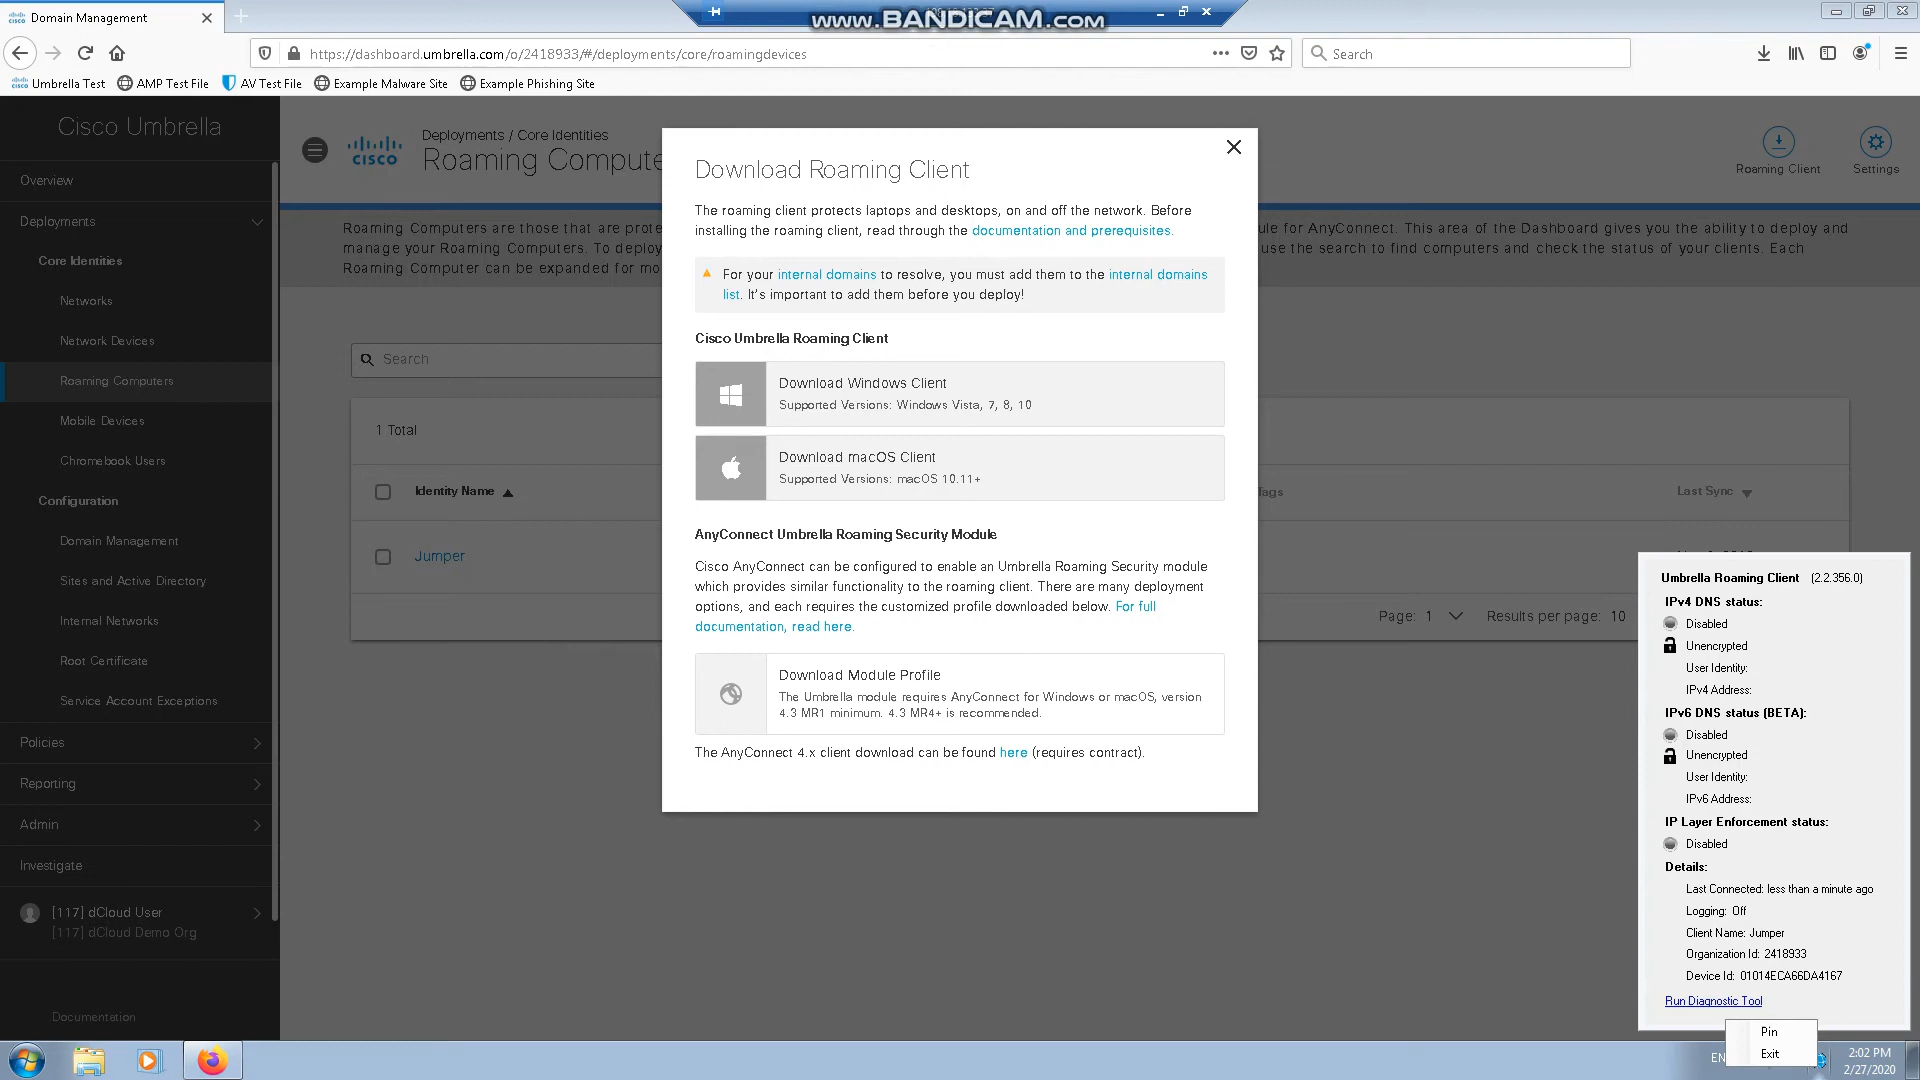 Domain Management
www.BANDICAM.com
https://dashboard.umbrella.com/o/2418933/#/deployments/core/roamingdevices
Search
Umbrella Test
AMP Test File
AV Test File
Example Malware Site
Example Phishing Site
Cisco Umbrella
Overview
Deployments
Core Identities
Networks
Network Devices
Roaming Computers
Mobile Devices
Chromebook Users
Configuration
Domain Management
Sites and Active Directory
Internal Networks
Root Certificate
Service Account Exceptions
Policies
Reporting
Admin
Investigate
[117] dCloud User
[117] dCloud Demo Org
Documentation
cisco
Deployments / Core Identities
Roaming Compute
Roaming Client
Settings
Roaming Computers are those that are prote
ule for AnyConnect. This area of the Dashboard gives you the ability to deploy and
manage your Roaming Computers. To deploy
use the search to find computers and check the status of your clients. Each
Roaming Computer can be expanded for mo
Search
1 Total
Identity Name
Tags
Last Sync
Jumper
Page: 1
Results per page: 10
Download Roaming Client
The roaming client protects laptops and desktops, on and off the network. Before
installing the roaming client, read through the documentation and prerequisites.
For your internal domains to resolve, you must add them to the internal domains
list. It's important to add them before you deploy!
Cisco Umbrella Roaming Client
Download Windows Client
Supported Versions: Windows Vista, 7, 8, 10
Download macOS Client
Supported Versions: macOS 10.11+
AnyConnect Umbrella Roaming Security Module
Cisco AnyConnect can be configured to enable an Umbrella Roaming Security module
which provides similar functionality to the roaming client. There are many deployment
options, and each requires the customized profile downloaded below. For full
documentation, read here.
Download Module Profile
The Umbrella module requires AnyConnect for Windows or macOS, version
4.3 MR1 minimum. 4.3 MR4+ is recommended.
The AnyConnect 4.x client download can be found here (requires contract).
Umbrella Roaming Client (2.2.356.0)
IPv4 DNS status:
Disabled
Unencrypted
User Identity:
IPv4 Address:
IPv6 DNS status (BETA):
Disabled
Unencrypted
User Identity:
IPv6 Address:
IP Layer Enforcement status:
Disabled
Details:
Last Connected: less than a minute ago
Logging: Off
Client Name: Jumper
Organization Id: 2418933
Device Id: 01014ECA66DA4167
Run Diagnostic Tool
Pin
Exit
EN
2:02 PM
2/27/2020